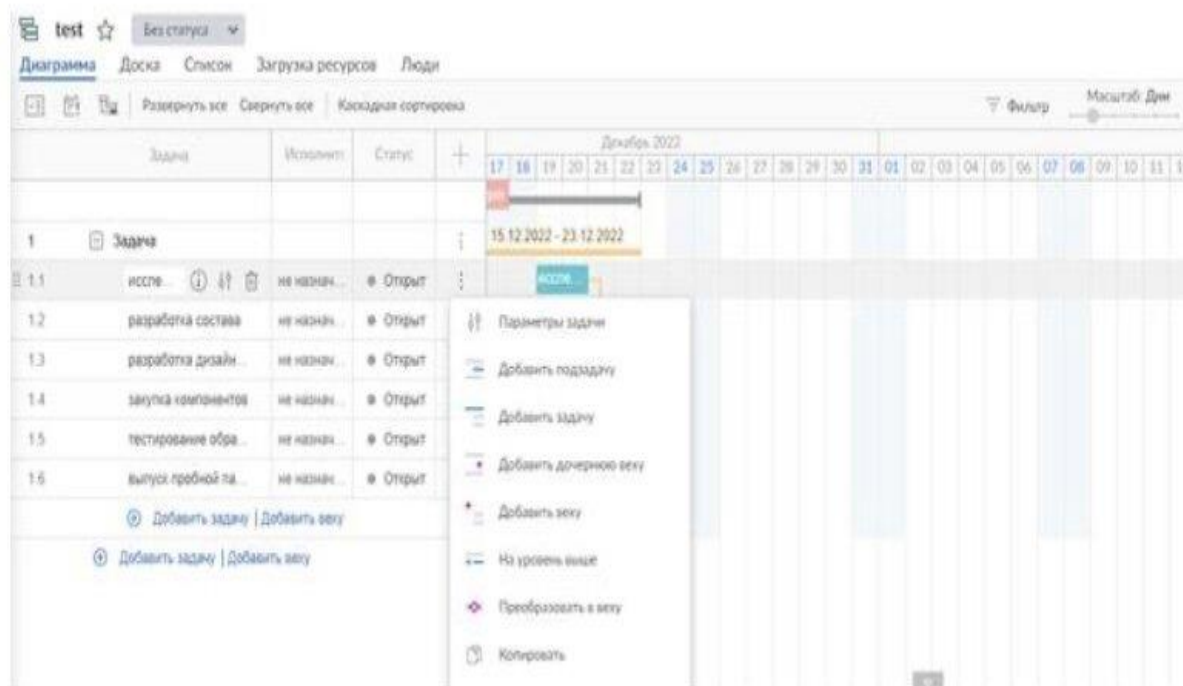 test Без статуса
Диаграмма Доска Список Загрузка ресурсов Люди
Развернуть все Свернуть все Каскадная сортировка Фильтр Масштаб: Дни
Задача Исполнит Статус Декабрь 2022
17 18 19 20 21 22 23 24 25 26 27 28 29 30 31 01 02 03 04 05 06 07 08 09 10 11 1
1 Задача 15.12.2022 - 23.12.2022
1.1 иссле... не назнач... Открыт иссле...
1.2 разработка состава не назнач... Открыт
1.3 разработка дизайн... не назнач... Открыт
1.4 закупка компонентов не назнач... Открыт
1.5 тестирование обра... не назнач... Открыт
1.6 выпуск пробной па... не назнач... Открыт
Добавить задачу | Добавить веху
Добавить задачу | Добавить веху
Параметры задачи
Добавить подзадачу
Добавить задачу
Добавить дочернюю веху
Добавить веху
На уровень выше
Преобразовать в веху
Копировать